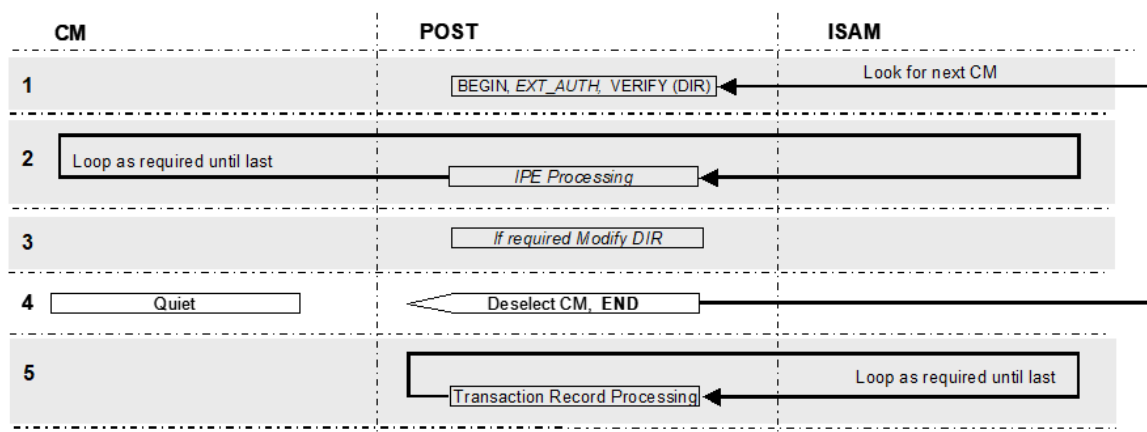 CM POST ISAM
1 BEGIN, EXT_AUTH, VERIFY (DIR) Look for next CM
2 Loop as required until last
IPE Processing
3 If required Modify DIR
4 Quiet Deselect CM, END
5 Loop as required until last
Transaction Record Processing